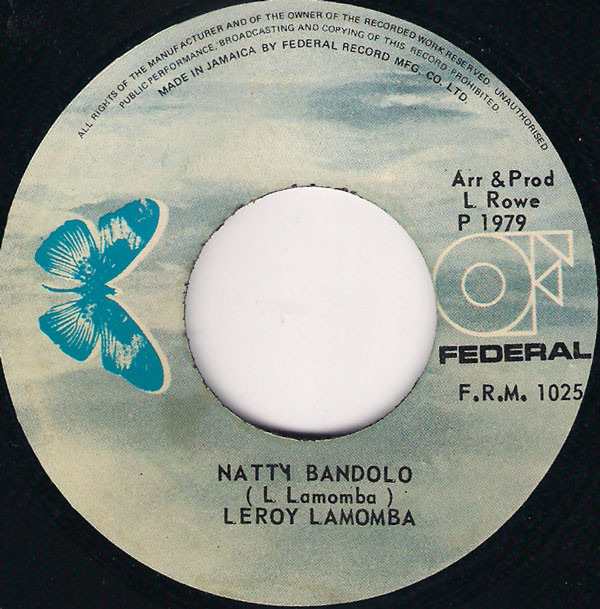 ALL RIGHTS OF THE MANUFACTURER AND OF THE OWNER OF THE RECORDED WORK RESERVED. UNAUTHORISED
PUBLIC PERFORMANCE, BROADCASTING AND COPYING OF THIS RECORD PROHIBITED.
MADE IN JAMAICA BY FEDERAL RECORD MFG. CO. LTD.
Arr & Prod
L. Rowe
P 1979
FEDERAL
F.R.M. 1025
NATTY BANDOLO
( L. Lamomba )
LEROY LAMOMBA